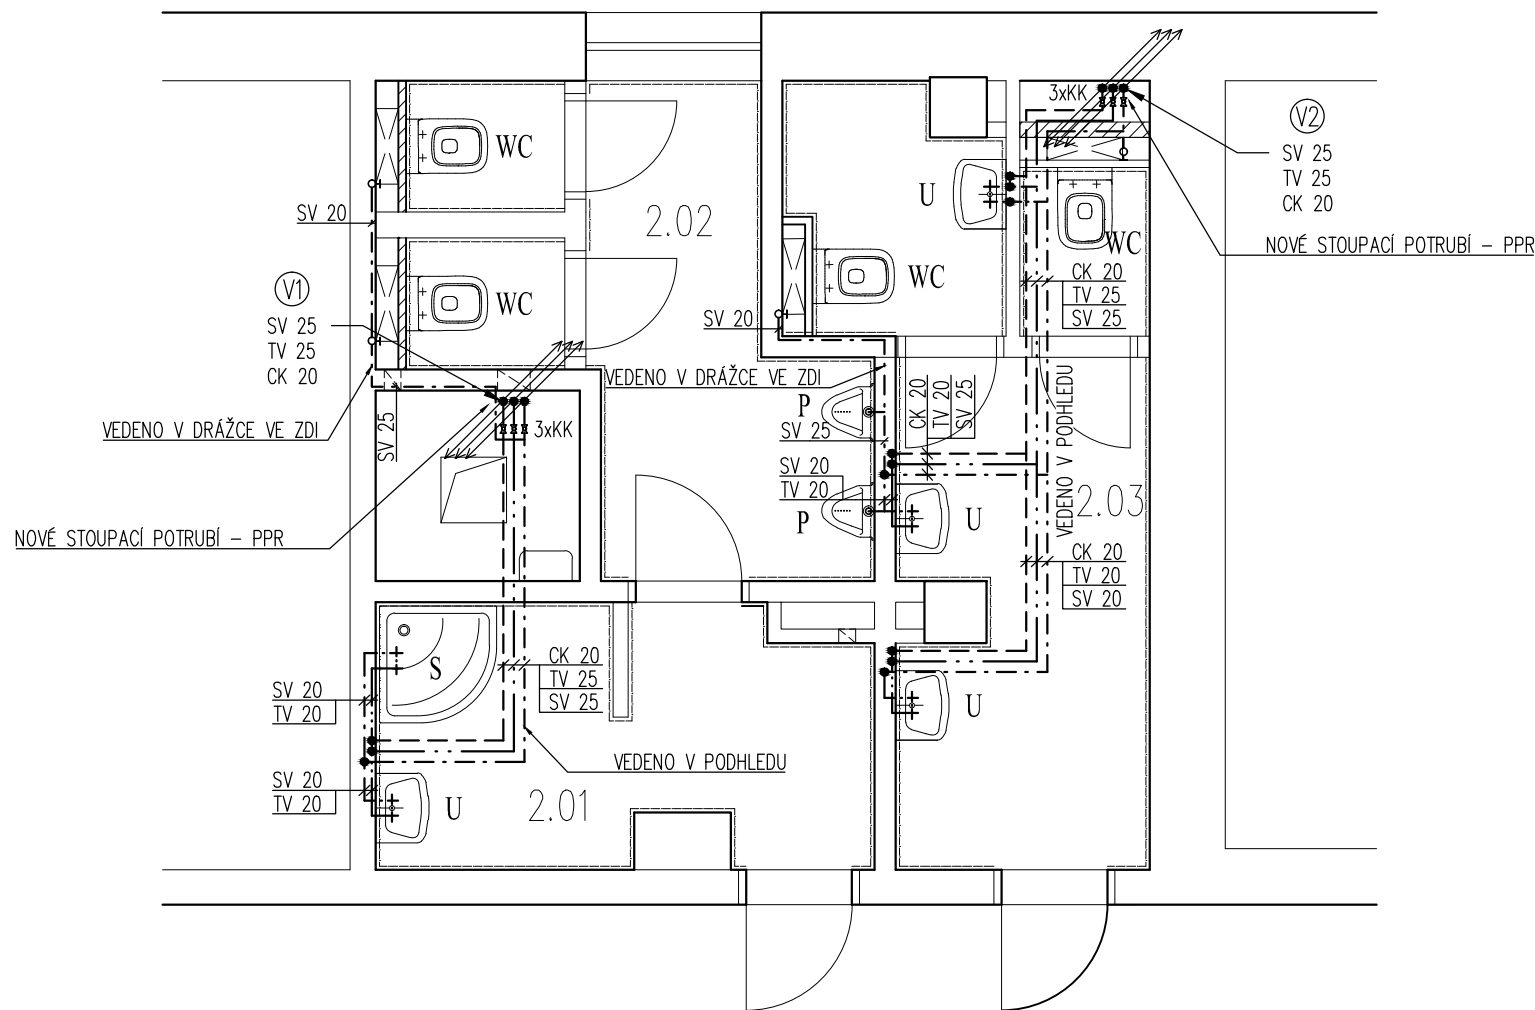 3xKK
V2
SV 25
TV 25
CK 20
NOVÉ STOUPACÍ POTRUBÍ – PPR
WC
U
2.02
SV 20
WC
CK 20
TV 25
SV 25
V1
SV 25
TV 25
CK 20
WC
WC
SV 20
VEDENO V DRÁŽCE VE ZDI
CK 20
TV 20
SV 25
VEDENO V PODHLEDU
P
SV 25
VEDENO V DRÁŽCE VE ZDI
SV 25
3xKK
SV 20
TV 20
2.03
NOVÉ STOUPACÍ POTRUBÍ – PPR
P
U
CK 20
TV 20
SV 20
S
CK 20
TV 25
SV 25
SV 20
TV 20
U
VEDENO V PODHLEDU
SV 20
TV 20
U
2.01